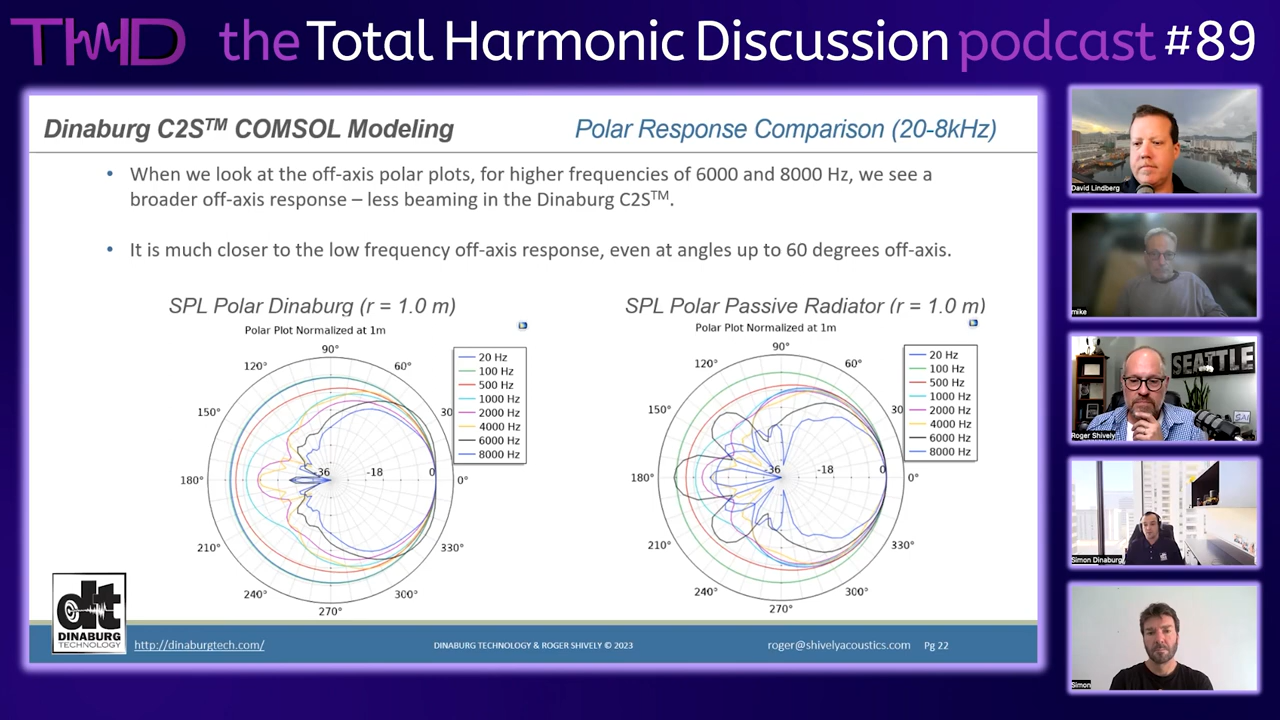 THD the Total Harmonic Discussion podcast #89
Dinaburg C2S™ COMSOL Modeling
Polar Response Comparison (20-8kHz)
• When we look at the off-axis polar plots, for higher frequencies of 6000 and 8000 Hz, we see a
broader off-axis response – less beaming in the Dinaburg C2S™.
• It is much closer to the low frequency off-axis response, even at angles up to 60 degrees off-axis.
SPL Polar Dinaburg (r = 1.0 m)
Polar Plot Normalized at 1m
90°
120°
60°
150°
30
180°
-36
-18
0
0°
210°
330°
240°
300°
270°
20 Hz
100 Hz
500 Hz
1000 Hz
2000 Hz
4000 Hz
6000 Hz
8000 Hz
SPL Polar Passive Radiator (r = 1.0 m)
Polar Plot Normalized at 1m
90°
120°
60°
150°
30
180°
-36
-18
0
0°
210°
330°
240°
300°
270°
20 Hz
100 Hz
500 Hz
1000 Hz
2000 Hz
4000 Hz
6000 Hz
8000 Hz
dt
DINABURG
TECHNOLOGY
http://dinaburgtech.com/
DINABURG TECHNOLOGY & ROGER SHIVELY © 2023
roger@shivelyacoustics.com
Pg 22
David Lindberg
mike
SEATTLE
SAI
Roger Shively
Simon Dinaburg
Simon